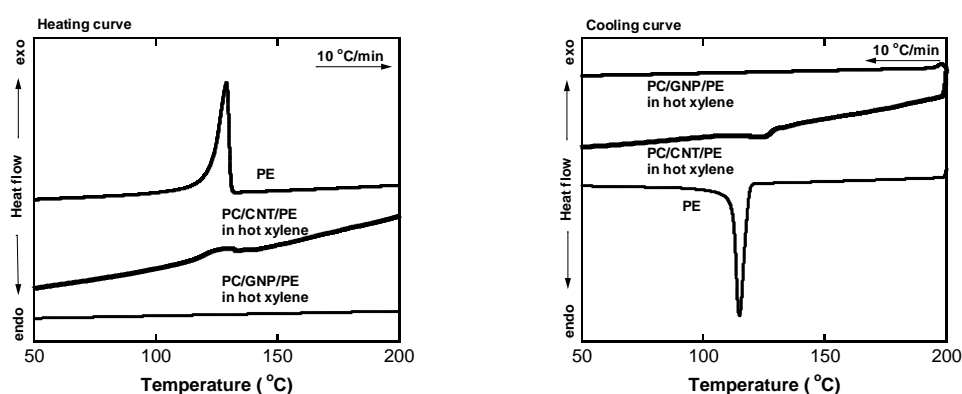 Heating curve
exo
10 °C/min
Heat flow
PE
PC/CNT/PE
in hot xylene
PC/GNP/PE
in hot xylene
endo
50 100 150 200
Temperature ( °C)
Cooling curve
exo
10 °C/min
PC/GNP/PE
in hot xylene
Heat flow
PC/CNT/PE
in hot xylene
PE
endo
50 100 150 200
Temperature ( °C)